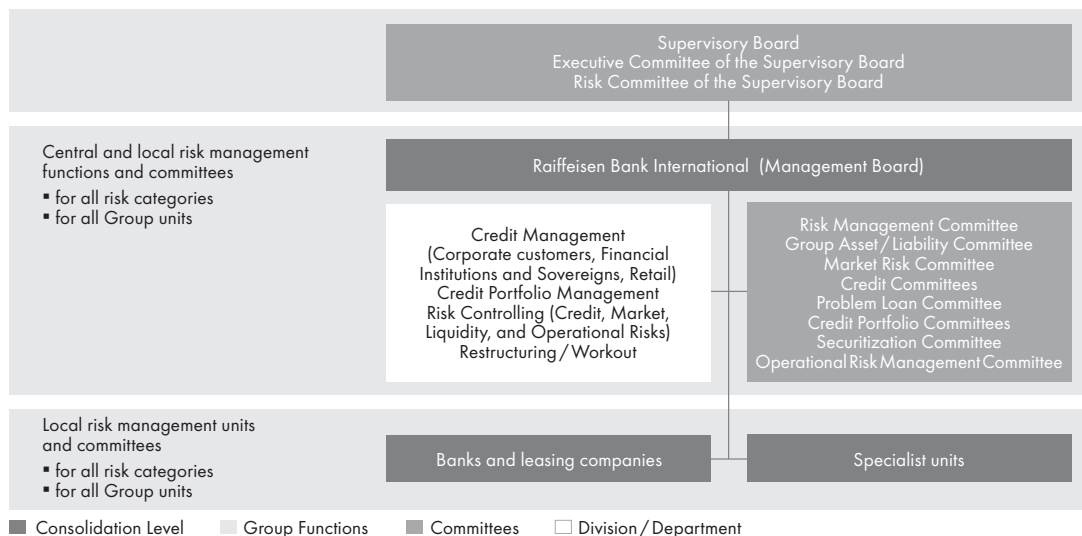 Supervisory Board
Executive Committee of the Supervisory Board
Risk Committee of the Supervisory Board
Central and local risk management
functions and committees
▪ for all risk categories
▪ for all Group units
Raiffeisen Bank International (Management Board)
Credit Management
(Corporate customers, Financial
Institutions and Sovereigns, Retail)
Credit Portfolio Management
Risk Controlling (Credit, Market,
Liquidity, and Operational Risks)
Restructuring/Workout
Risk Management Committee
Group Asset/Liability Committee
Market Risk Committee
Credit Committees
Problem Loan Committee
Credit Portfolio Committees
Securitization Committee
Operational Risk Management Committee
Local risk management units
and committees
▪ for all risk categories
▪ for all Group units
Banks and leasing companies
Specialist units
Consolidation Level
Group Functions
Committees
Division/Department